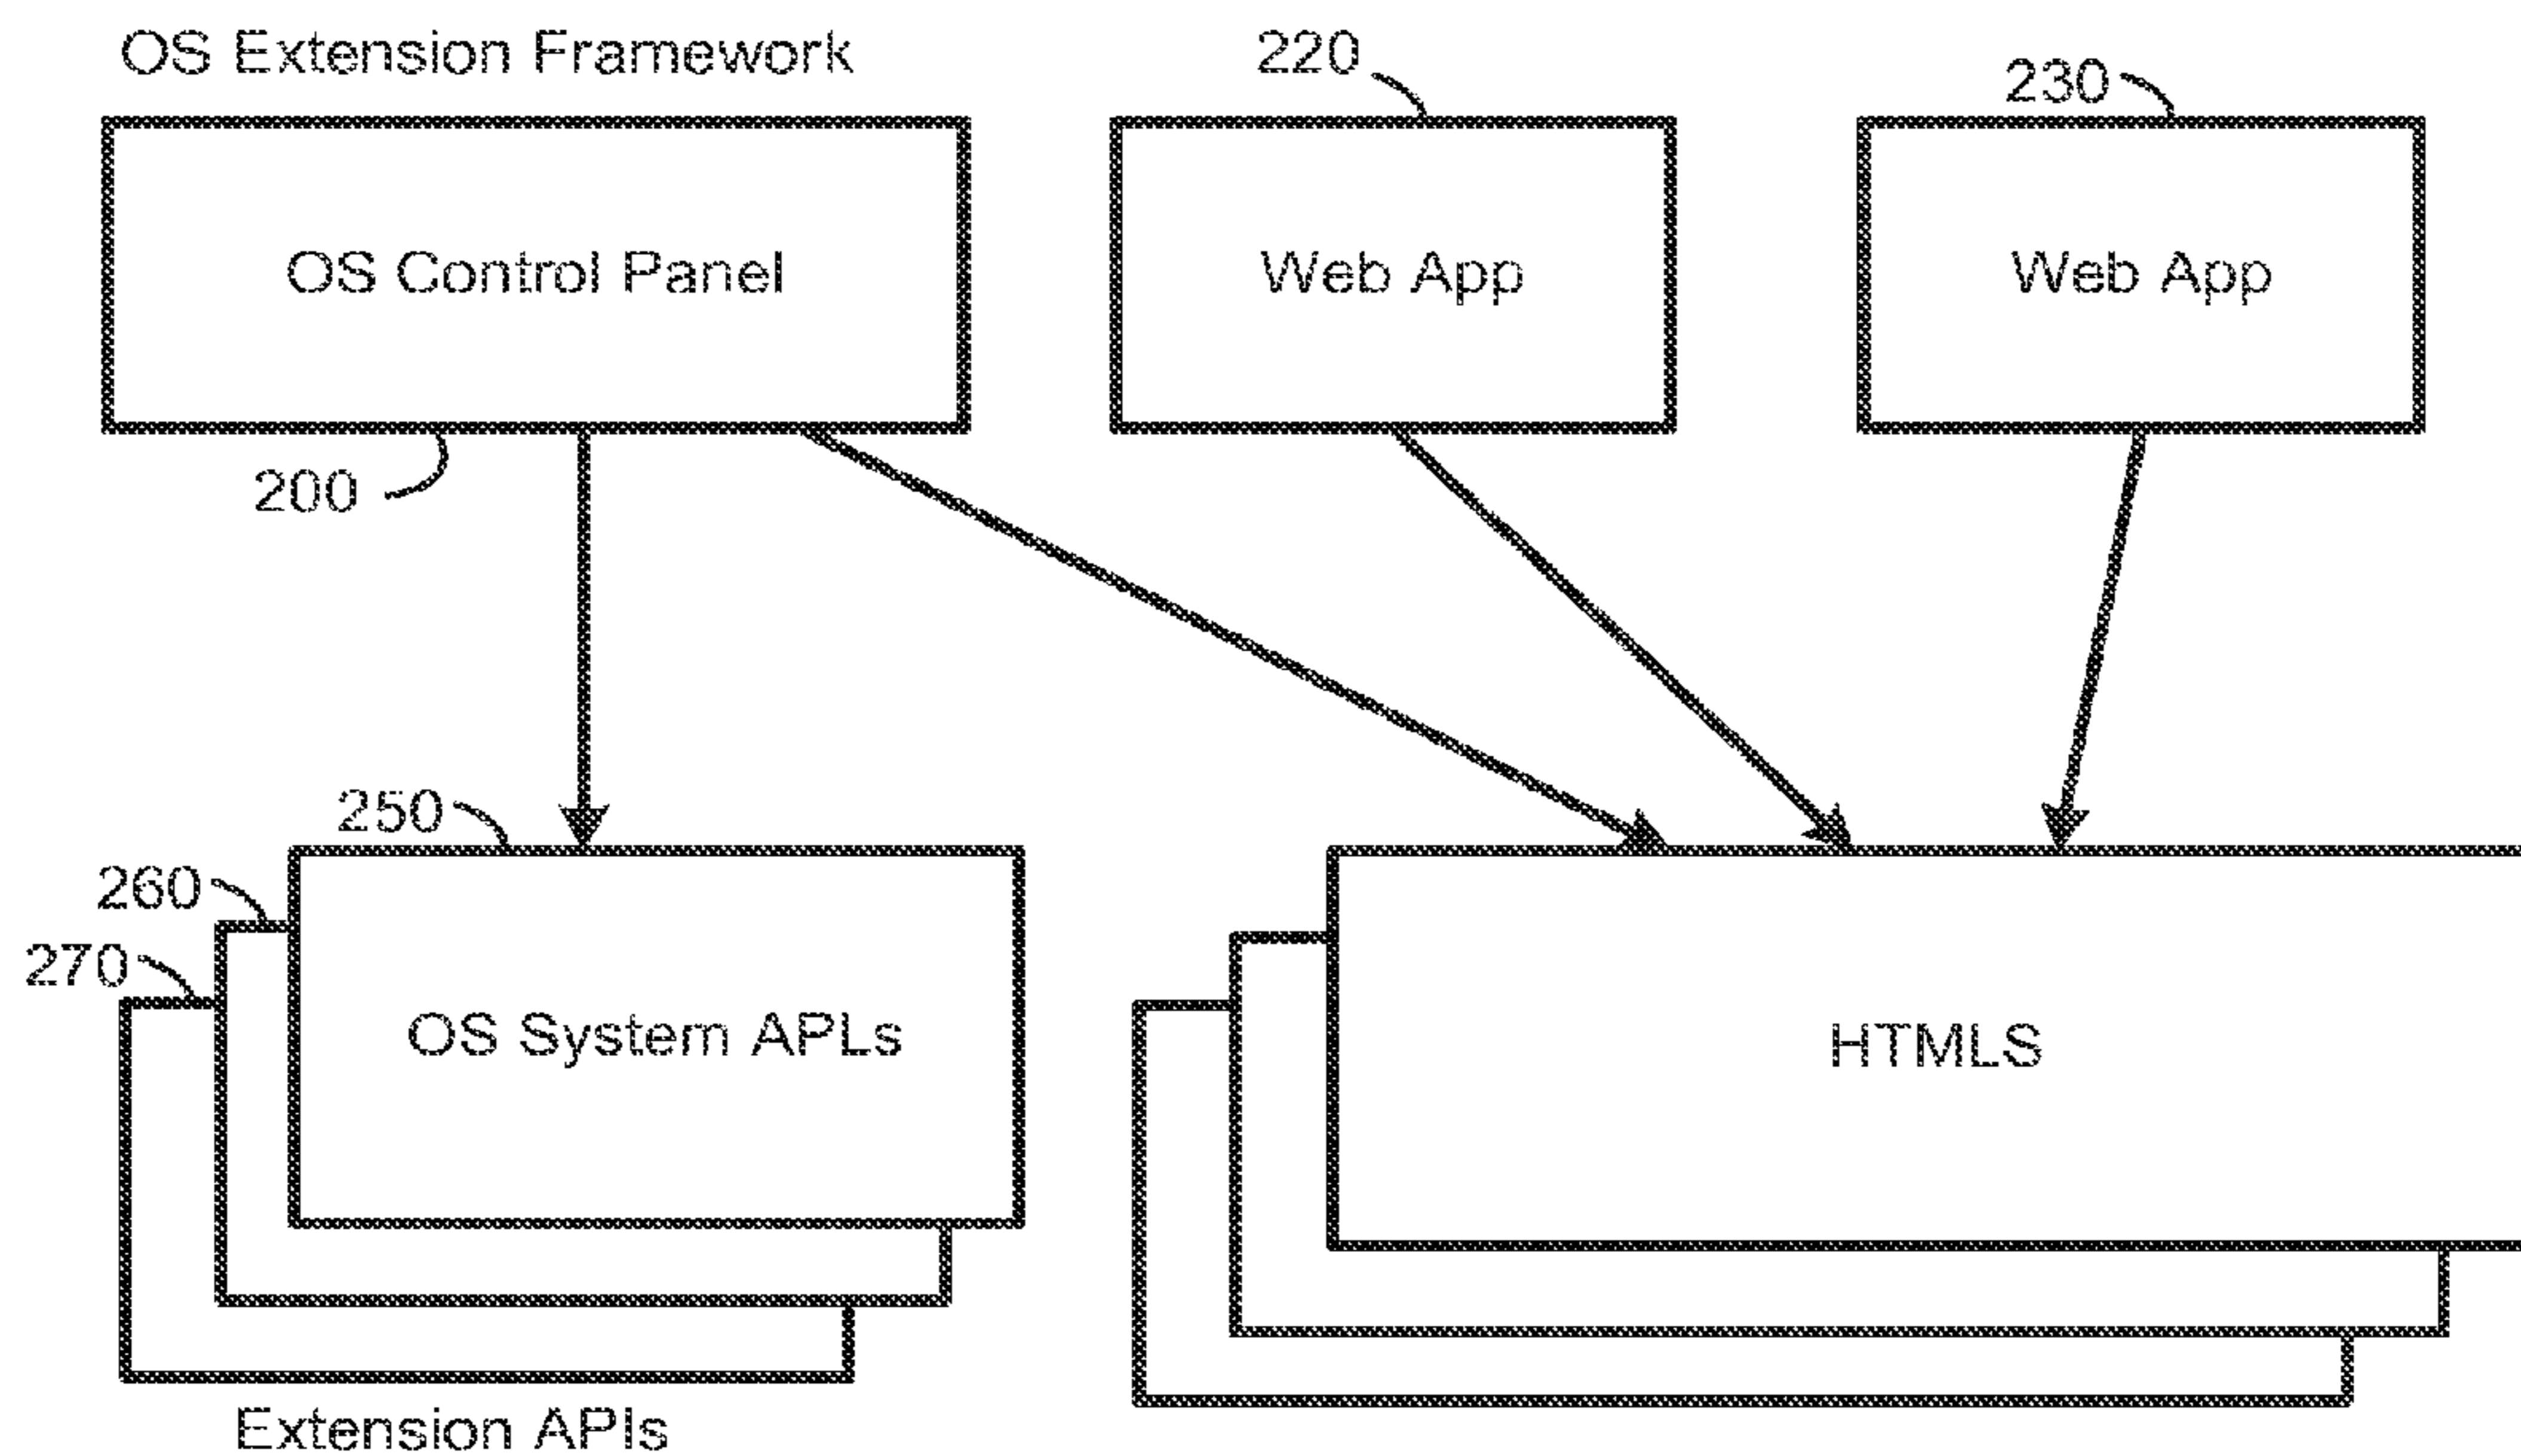 OS Extension Framework
220
230
OS Control Panel
Web App
Web App
200
250
260
270
OS System APLs
HTMLS
Extension APIs